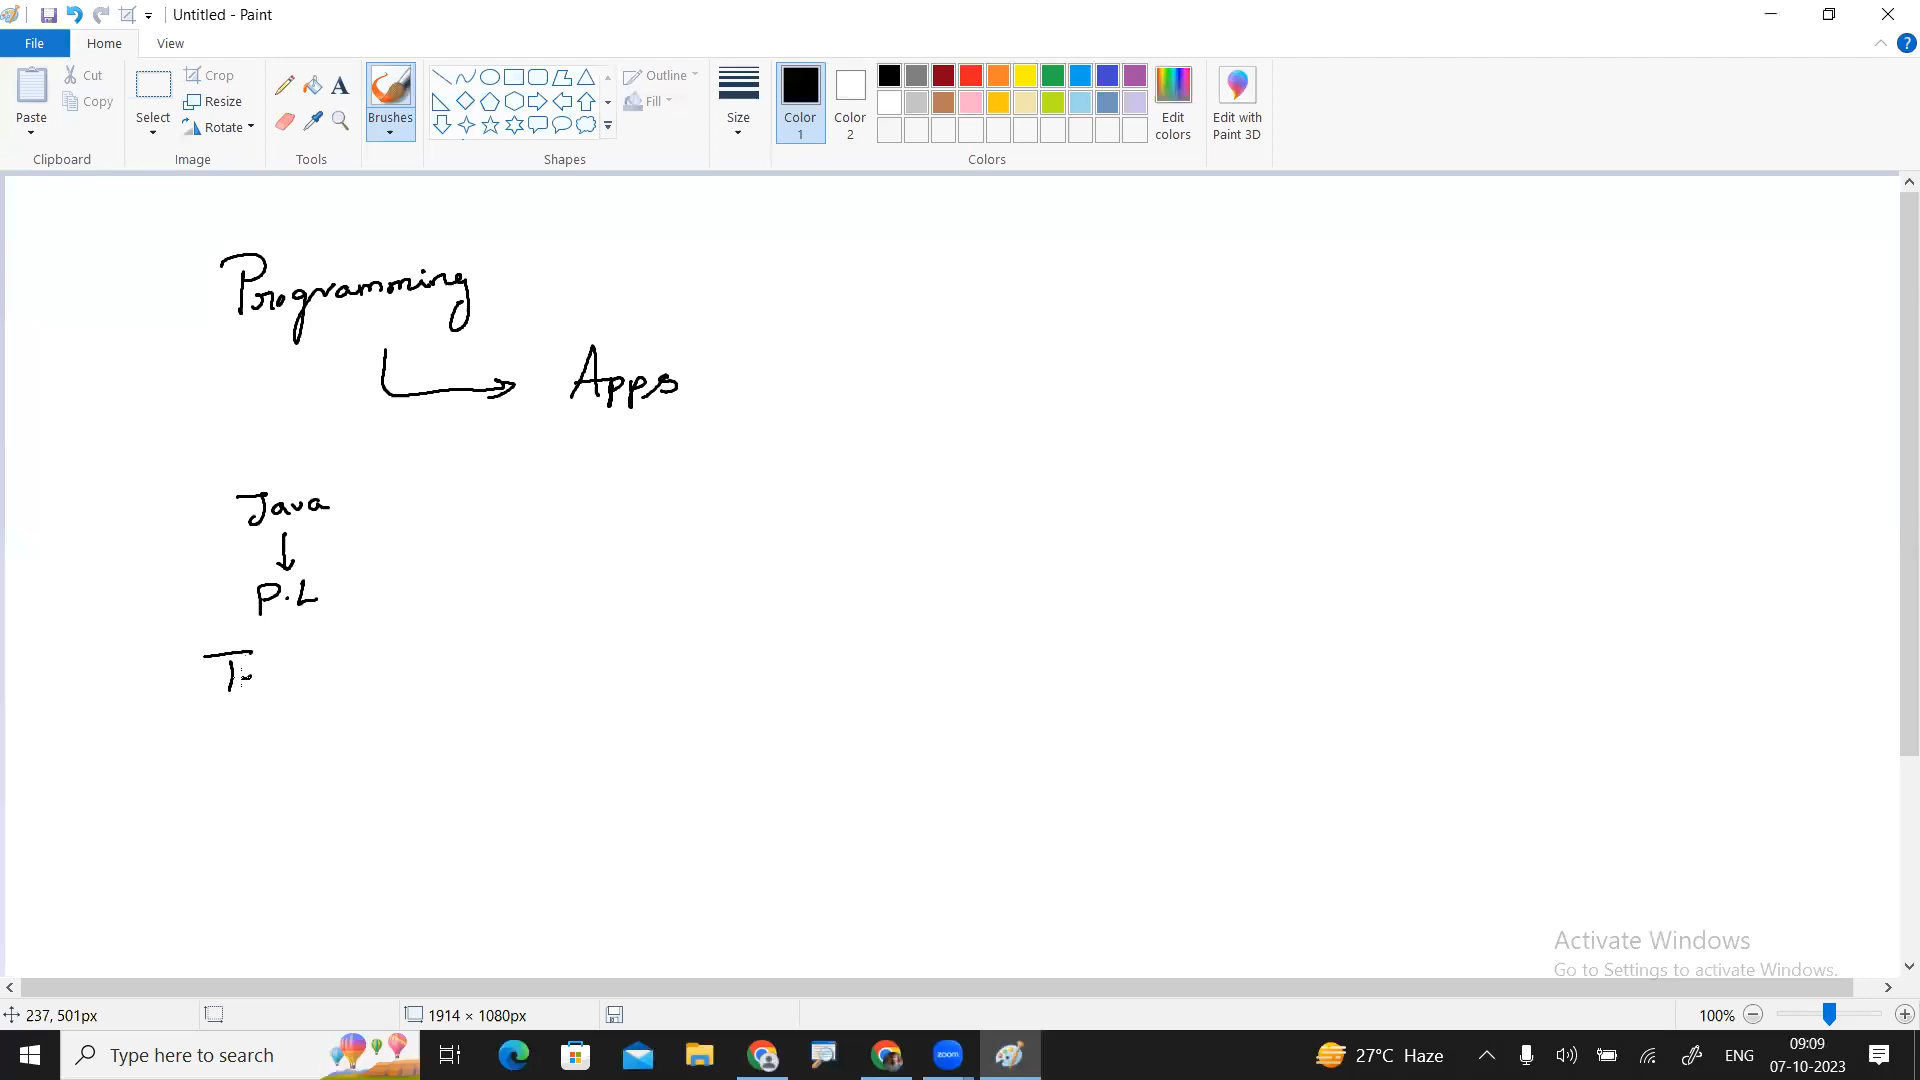 Untitled - Paint
File Home View
Cut
Copy
Paste
Clipboard
Crop
Resize
Rotate
Select
Image
Tools
Brushes
Outline
Fill
Shapes
Size
Color 1
Color 2
Edit colors
Colors
Edit with Paint 3D
Programming
Apps
Java
P.L
Activate Windows
Go to Settings to activate Windows.
237, 501px
1914 × 1080px
100%
Type here to search
zoom
27°C Haze
ENG
09:09
07-10-2023